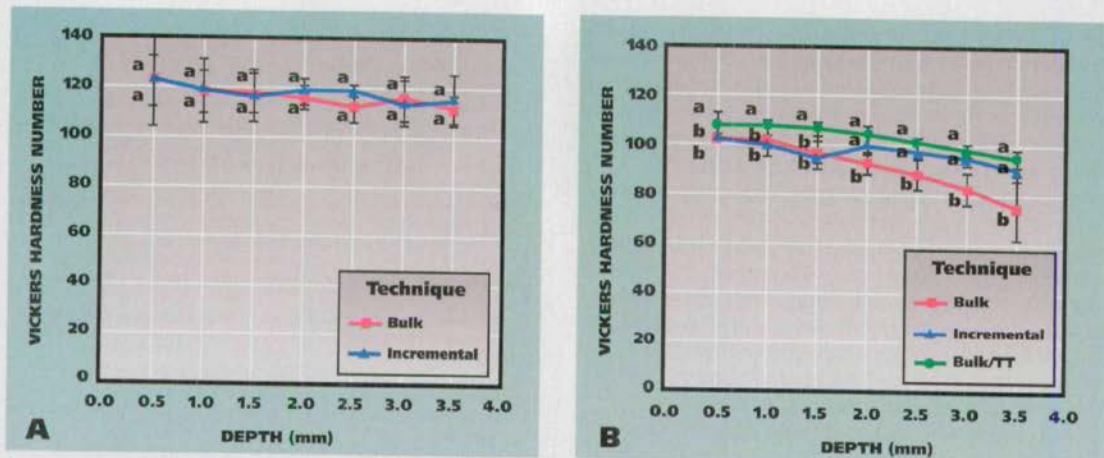 VICKERS HARDNESS NUMBER
140
120
100
80
60
40
20
0
a a a a a a a
a a a a a a a
Technique
Bulk
Incremental
0.0 0.5 1.0 1.5 2.0 2.5 3.0 3.5 4.0
DEPTH (mm)
A
VICKERS HARDNESS NUMBER
140
120
100
80
60
40
20
0
a a a a a a a
b b b a a a a
b b b b b b b
Technique
Bulk
Incremental
Bulk/TT
0.0 0.5 1.0 1.5 2.0 2.5 3.0 3.5 4.0
DEPTH (mm)
B